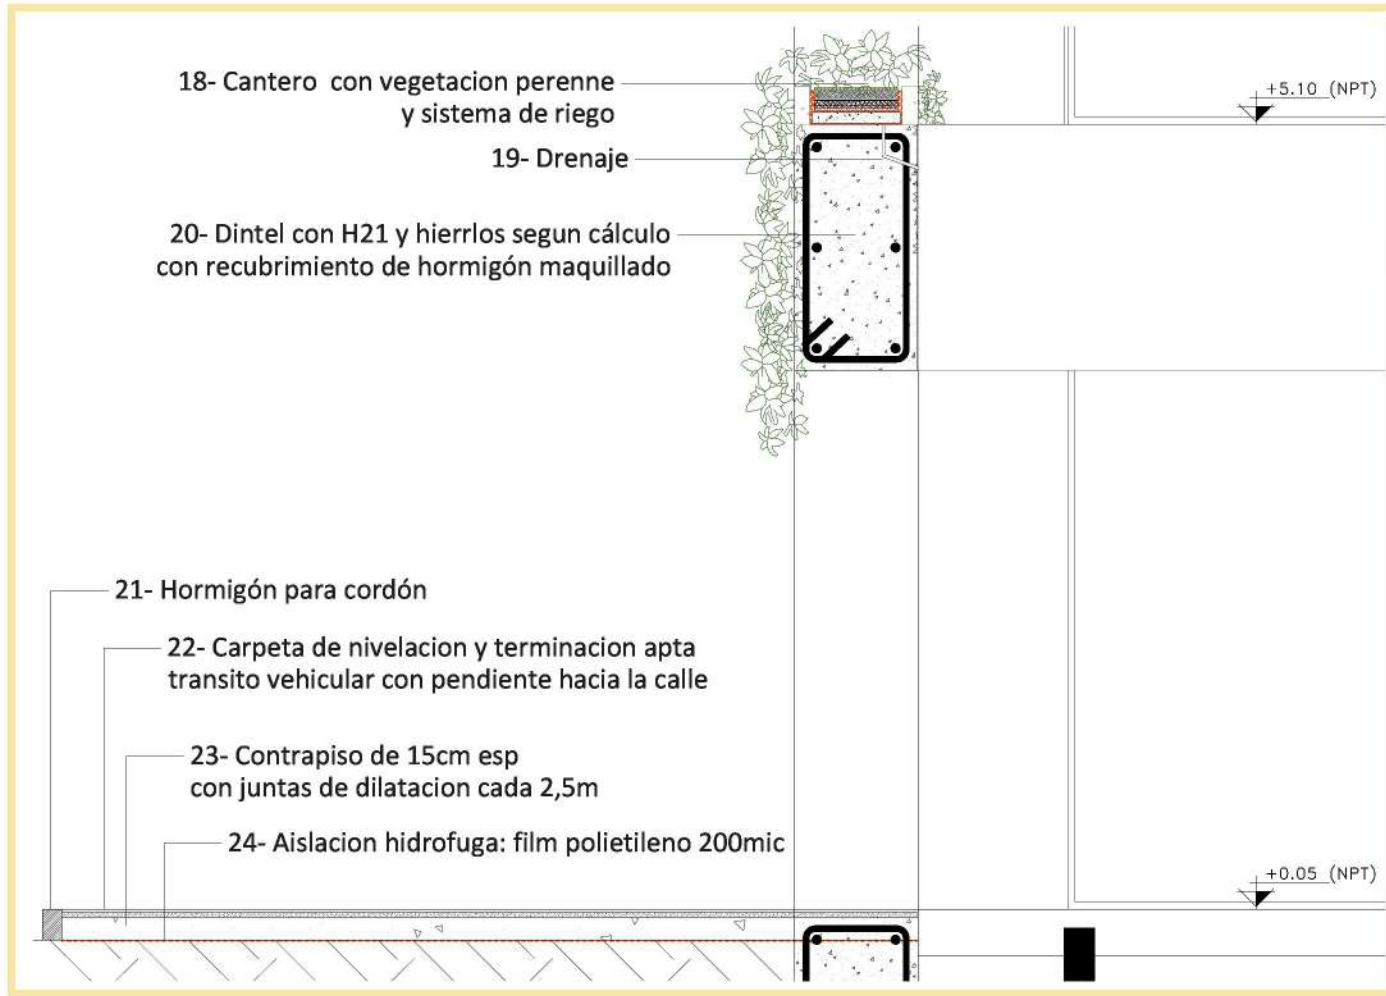 18- Cantero con vegetacion perenne
y sistema de riego
+5.10 (NPT)
19- Drenaje
20- Dintel con H21 y hierrlos segun cálculo
con recubrimiento de hormigón maquillado
21- Hormigón para cordón
22- Carpeta de nivelacion y terminacion apta
transito vehicular con pendiente hacia la calle
23- Contrapiso de 15cm esp
con juntas de dilatacion cada 2,5m
24- Aislacion hidrofuga: film polietileno 200mic
+0.05 (NPT)